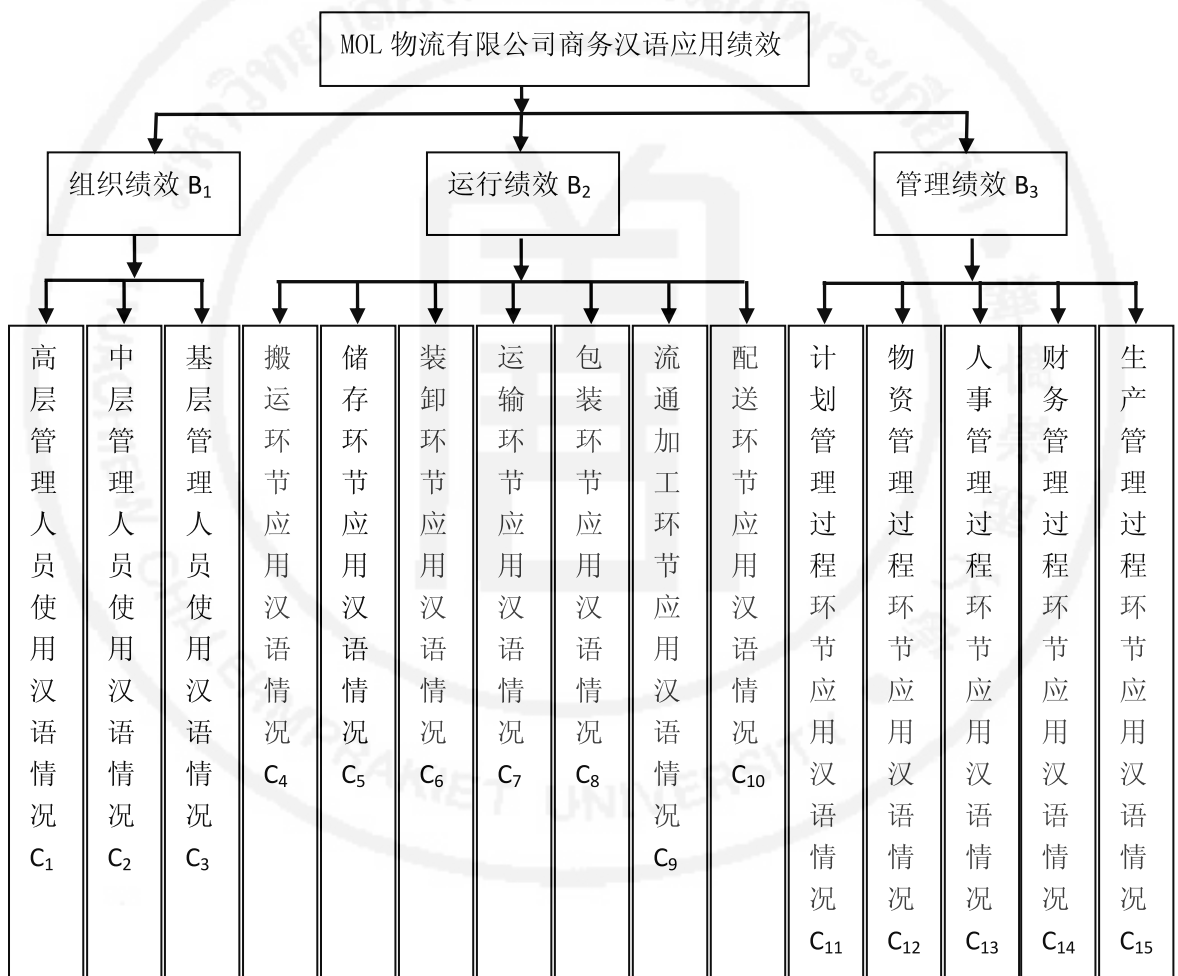 MOL 物流有限公司商务汉语应用绩效
组织绩效 B₁
运行绩效 B₂
管理绩效 B₃
高层管理人员使用汉语情况 C₁
中层管理人员使用汉语情况 C₂
基层管理人员使用汉语情况 C₃
搬运环节应用汉语情况 C₄
储存环节应用汉语情况 C₅
装卸环节应用汉语情况 C₆
运输环节应用汉语情况 C₇
包装环节应用汉语情况 C₈
流通加工环节应用汉语情况 C₉
配送环节应用汉语情况 C₁₀
计划管理过程环节应用汉语情况 C₁₁
物资管理过程环节应用汉语情况 C₁₂
人事管理过程环节应用汉语情况 C₁₃
财务管理过程环节应用汉语情况 C₁₄
生产管理过程环节应用汉语情况 C₁₅
HUACHIEW CHALERMPRAKIET UNIVERSITY